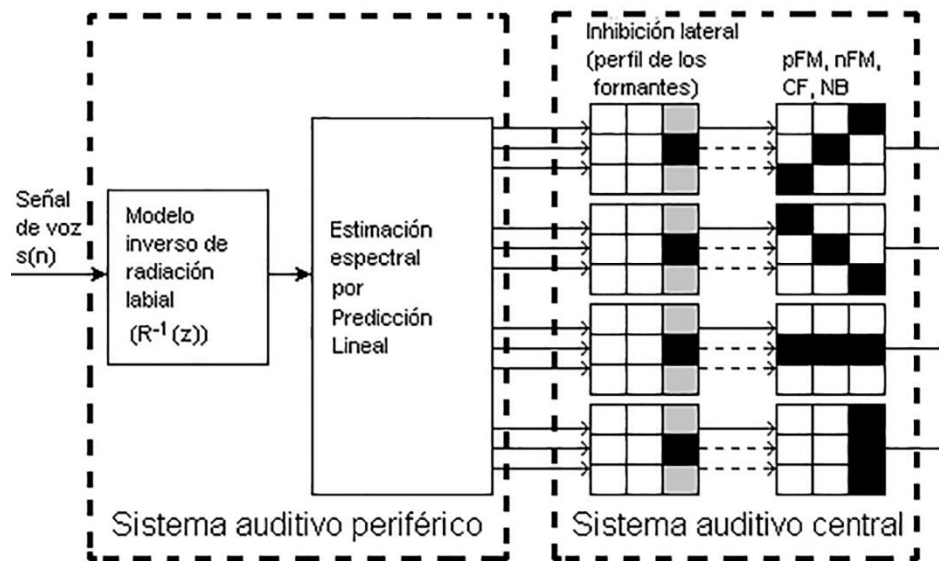 Señal
de voz
s(n)
Modelo
inverso de
radiación
labial
(R⁻¹(z))
Estimación
espectral
por
Predicción
Lineal
Sistema auditivo periférico
Inhibición lateral
(perfil de los
formantes)
pFM, nFM,
CF, NB
Sistema auditivo central